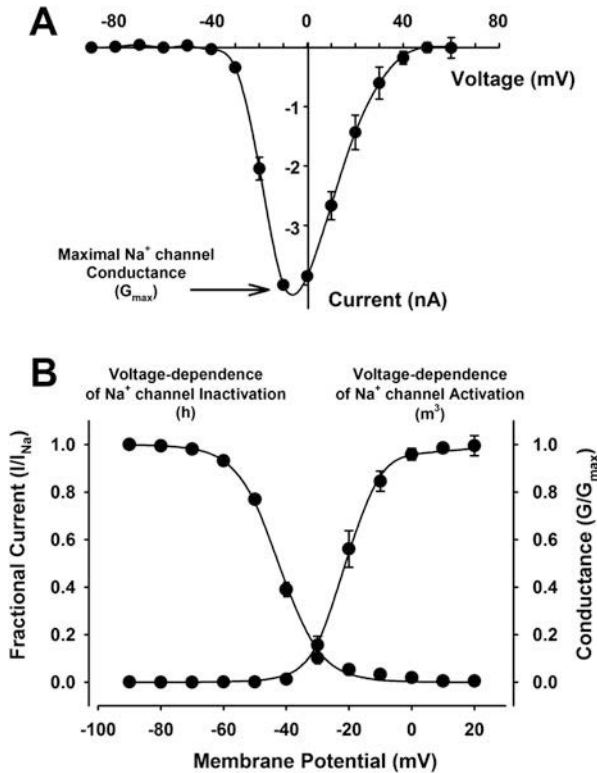 A
-80
-40
0
40
80
Voltage (mV)
-1
-2
-3
Maximal Na⁺ channel
Conductance
(Gmax)
Current (nA)
B
Voltage-dependence
of Na⁺ channel Inactivation
(h)
Voltage-dependence
of Na⁺ channel Activation
(m³)
Fractional Current (I/INa)
1.0
0.8
0.6
0.4
0.2
0.0
1.0
0.8
0.6
0.4
0.2
0.0
Conductance (G/Gmax)
-100
-80
-60
-40
-20
0
20
Membrane Potential (mV)